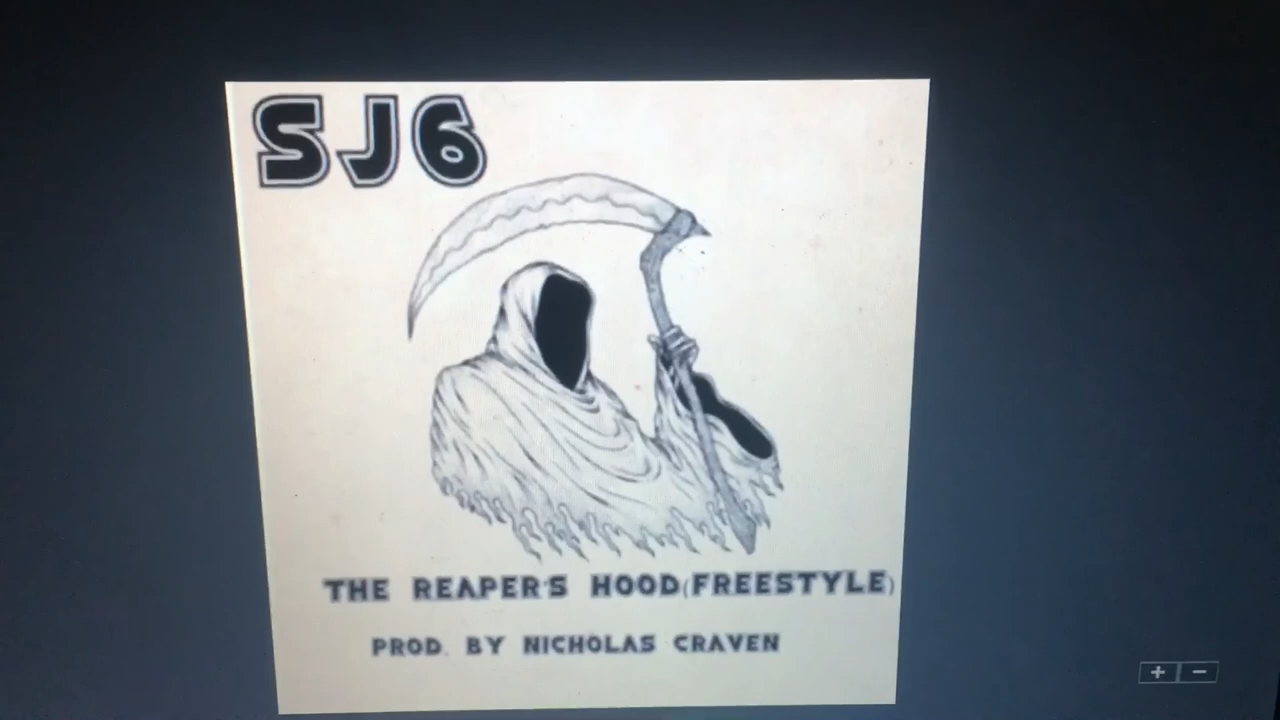 SJ6
THE REAPER'S HOOD(FREESTYLE)
PROD. BY NICHOLAS CRAVEN
+ −